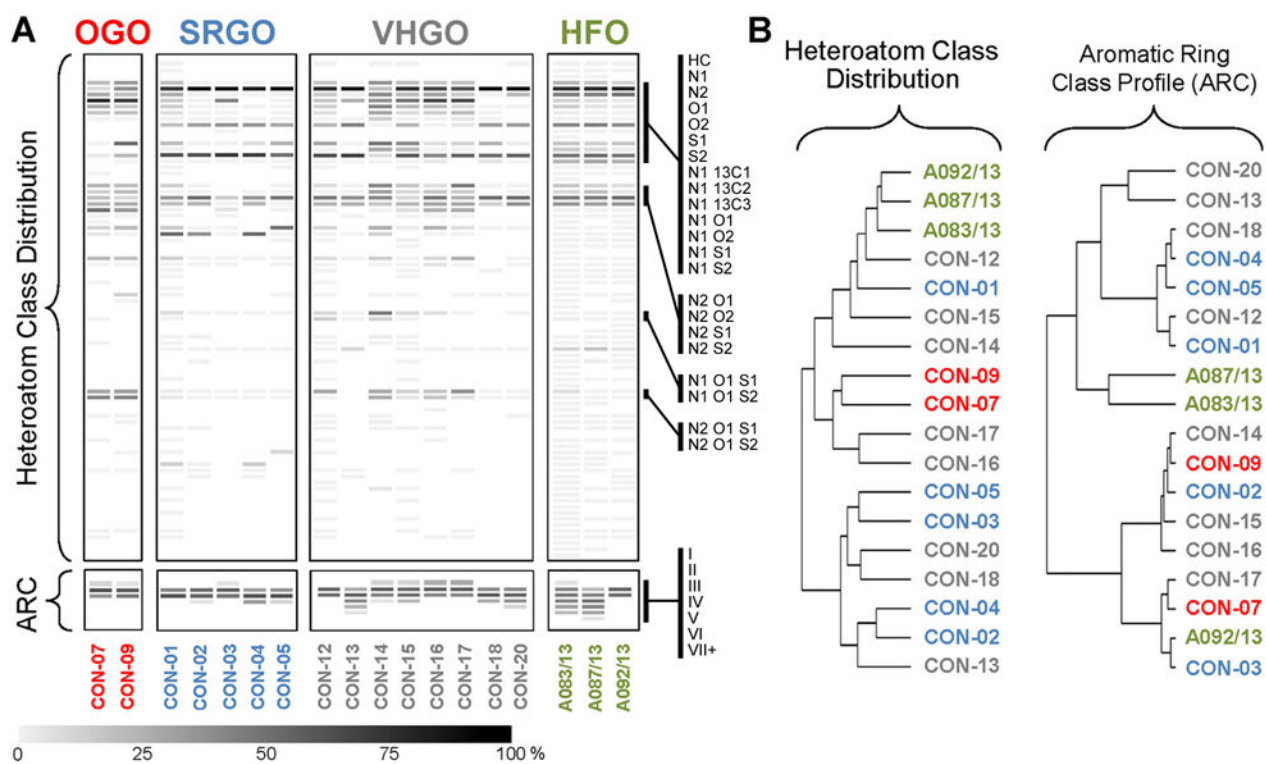 A
OGO SRGO VHGO HFO
Heteroatom Class Distribution
ARC
HC
N1
N2
O1
O2
S1
S2
N1 13C1
N1 13C2
N1 13C3
N1 O1
N1 O2
N1 S1
N1 S2
N2 O1
N2 O2
N2 S1
N2 S2
N1 O1 S1
N1 O1 S2
N2 O1 S1
N2 O1 S2
I
II
III
IV
V
VI
VII+
CON-07
CON-09
CON-01
CON-02
CON-03
CON-04
CON-05
CON-12
CON-13
CON-14
CON-15
CON-16
CON-17
CON-18
CON-20
A083/13
A087/13
A092/13
0 25 50 75 100 %
B
Heteroatom Class
Distribution
A092/13
A087/13
A083/13
CON-12
CON-01
CON-15
CON-14
CON-09
CON-07
CON-17
CON-16
CON-05
CON-03
CON-20
CON-18
CON-04
CON-02
CON-13
Aromatic Ring
Class Profile (ARC)
CON-20
CON-13
CON-18
CON-04
CON-05
CON-12
CON-01
A087/13
A083/13
CON-14
CON-09
CON-02
CON-15
CON-16
CON-17
CON-07
A092/13
CON-03